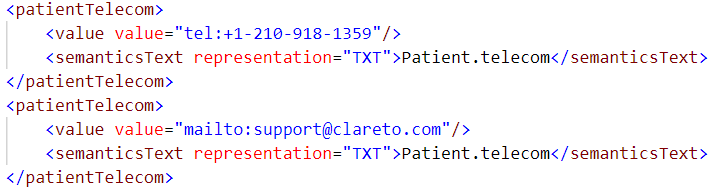 <patientTelecom>
    <value value="tel:+1-210-918-1359"/>
    <semanticsText representation="TXT">Patient.telecom</semanticsText>
</patientTelecom>
<patientTelecom>
    <value value="mailto:support@clareto.com"/>
    <semanticsText representation="TXT">Patient.telecom</semanticsText>
</patientTelecom>